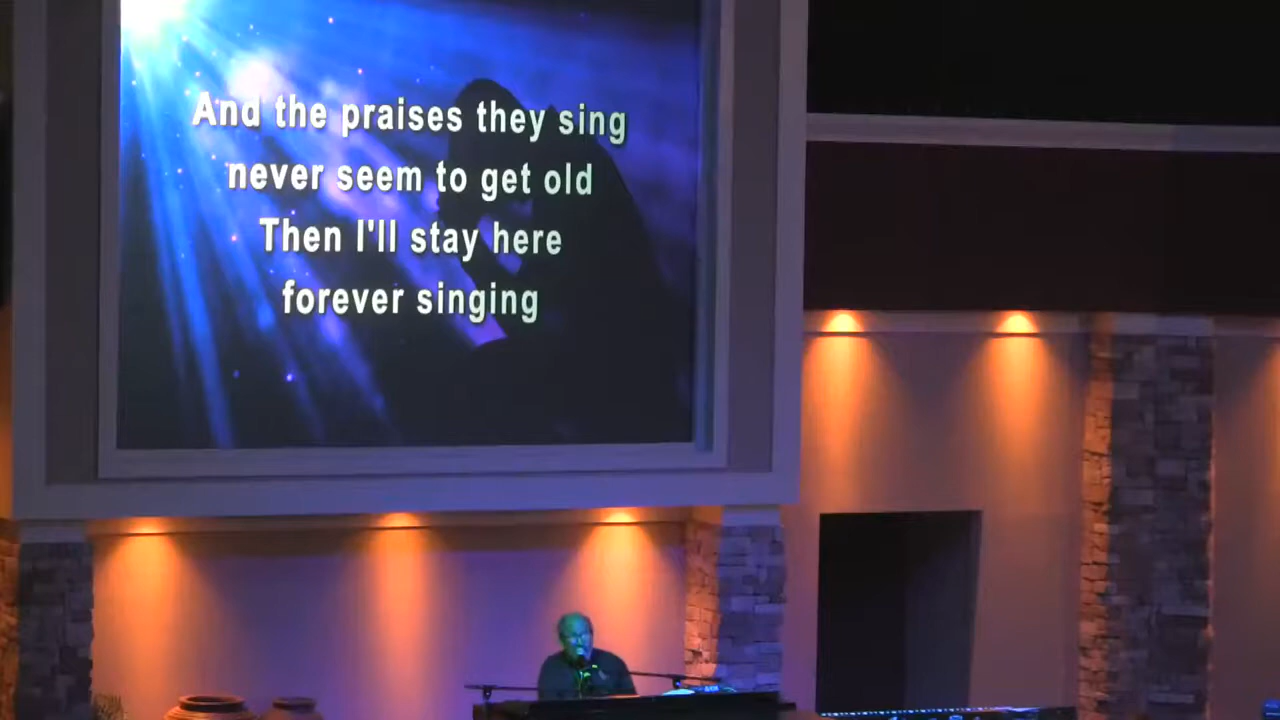 And the praises they sing
never seem to get old
Then I'll stay here
forever singing